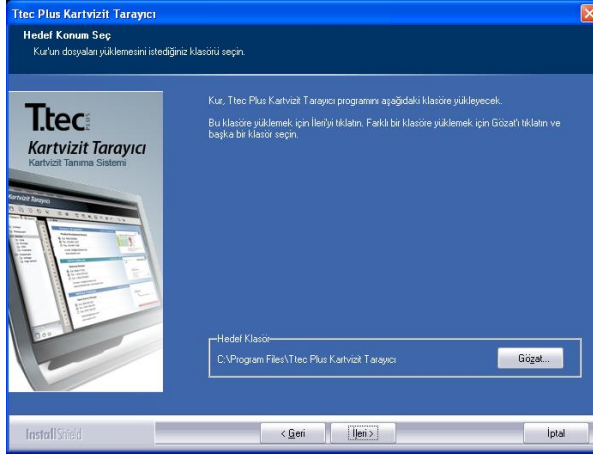 Ttec Plus Kartvizit Tarayıcı
Hedef Konum Seç
Kur'un dosyaları yüklemesini istediğiniz klasörü seçin.
Kur, Ttec Plus Kartvizit Tarayıcı programını aşağıdaki klasöre yükleyecek.
Bu klasöre yüklemek için İleri'yi tıklatın. Farklı bir klasöre yüklemek için Gözat'ı tıklatın ve
başka bir klasör seçin.
T.tec PLUS
Kartvizit Tarayıcı
Kartvizit Tanıma Sistemi
Kartvizit Tarayıcı
Hedef Klasör
C:\Program Files\Ttec Plus Kartvizit Tarayıcı
Gözat...
InstallShield
< Geri
İleri >
İptal